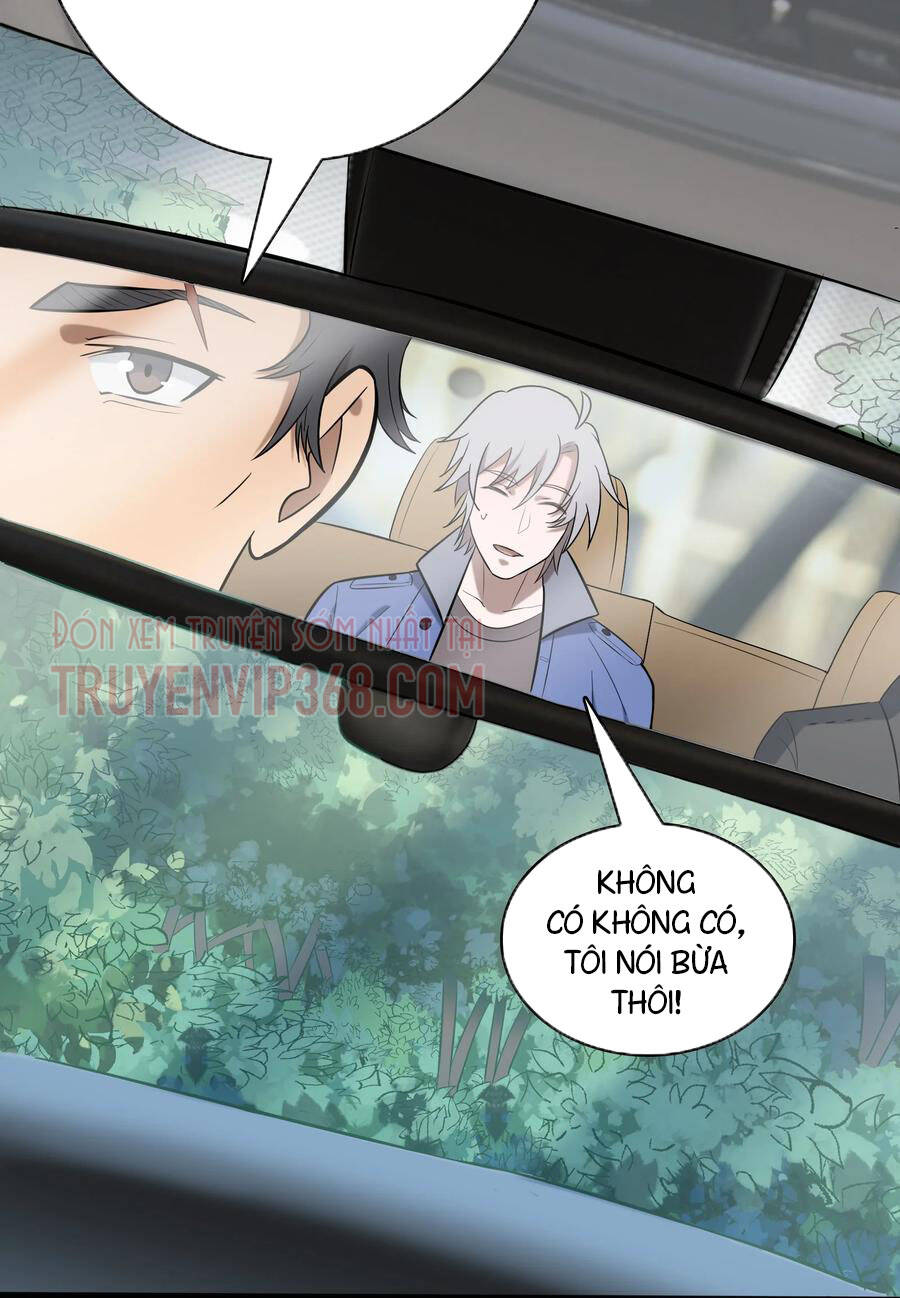 ĐÓN XEM TRUYỆN SỚM NHẤT TẠI
TRUYENVIP368.COM
KHÔNG
CÓ KHÔNG CÓ,
TÔI NÓI BỪA
THÔI!